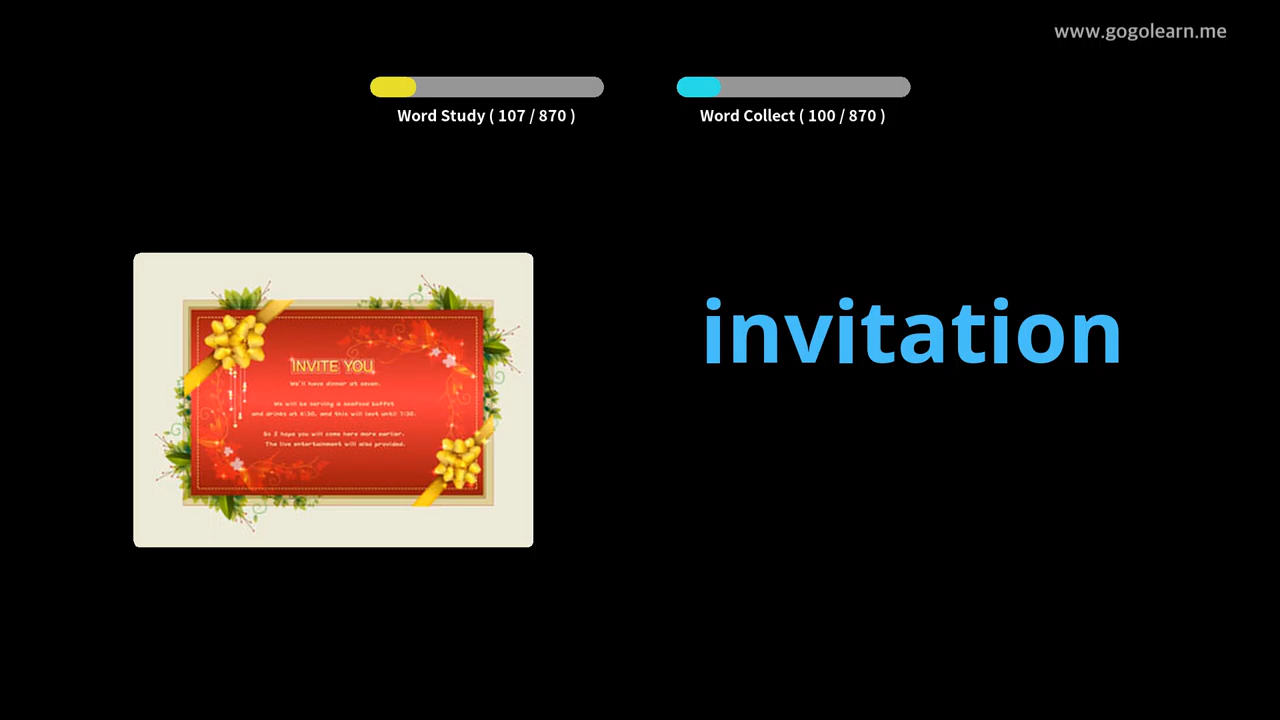 www.gogolearn.me
Word Study ( 107 / 870 )
Word Collect ( 100 / 870 )
invitation
INVITE YOU
We'll have dinner at seven.
We will be serving a seafood buffet
and drinks at 6:30, and this will last until 7:30.
So I hope you will come here more earlier.
The live entertainment will also provided.